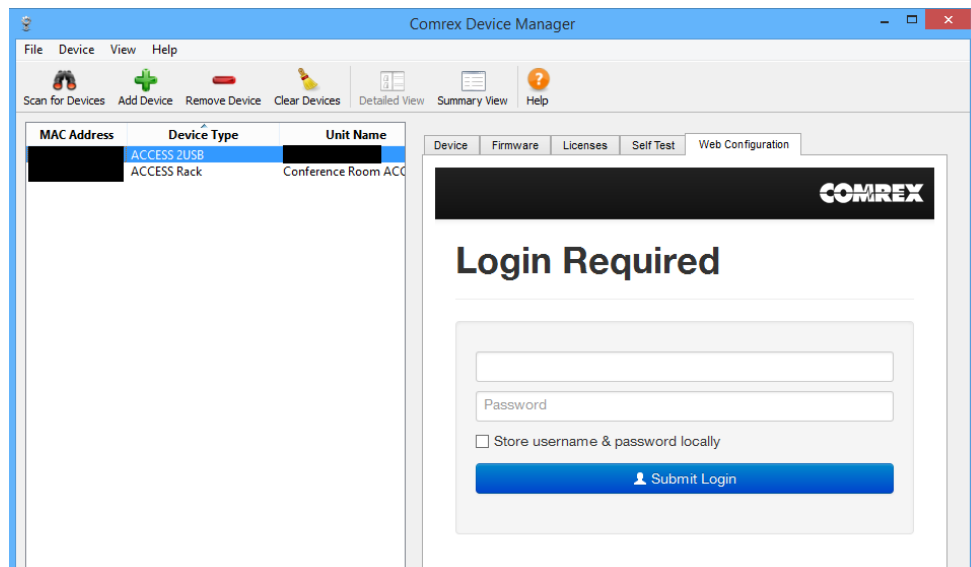 Comrex Device Manager
File Device View Help
Scan for Devices Add Device Remove Device Clear Devices Detailed View Summary View Help
MAC Address Device Type Unit Name
ACCESS 2USB
ACCESS Rack Conference Room ACC
Device Firmware Licenses Self Test Web Configuration
COMREX
Login Required
Password
Store username & password locally
Submit Login